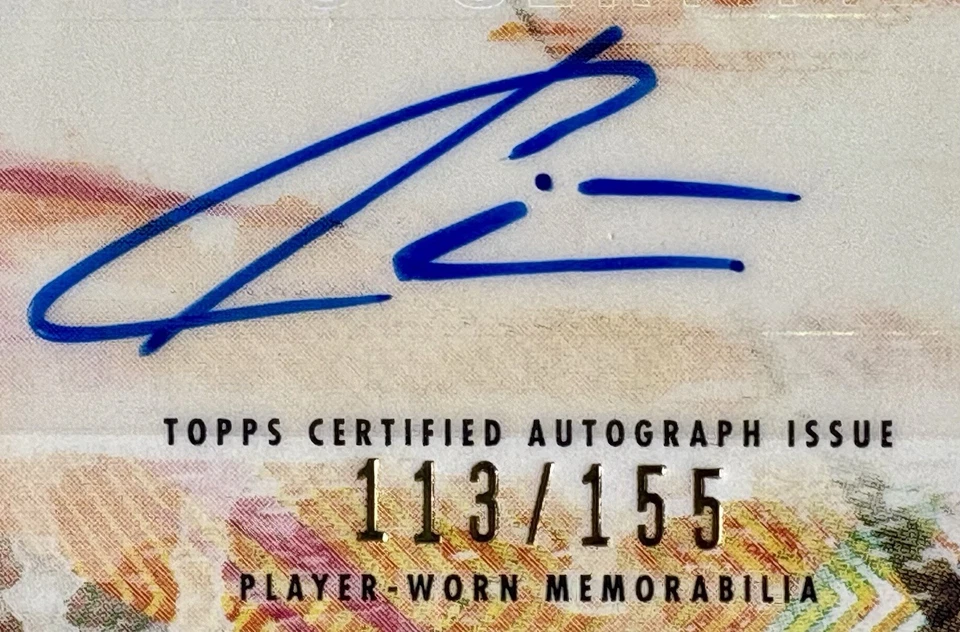 TOPPS CERTIFIED AUTOGRAPH ISSUE
113/155
PLAYER-WORN MEMORABILIA